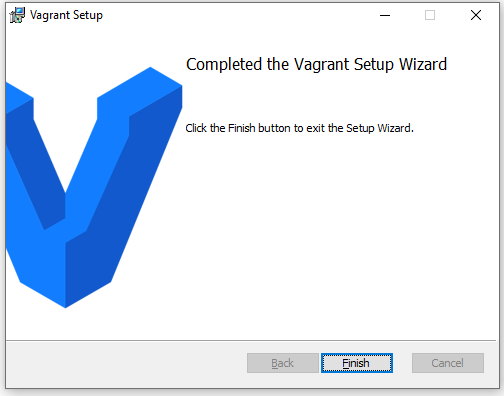 Vagrant Setup
Completed the Vagrant Setup Wizard
Click the Finish button to exit the Setup Wizard.
Back
Finish
Cancel